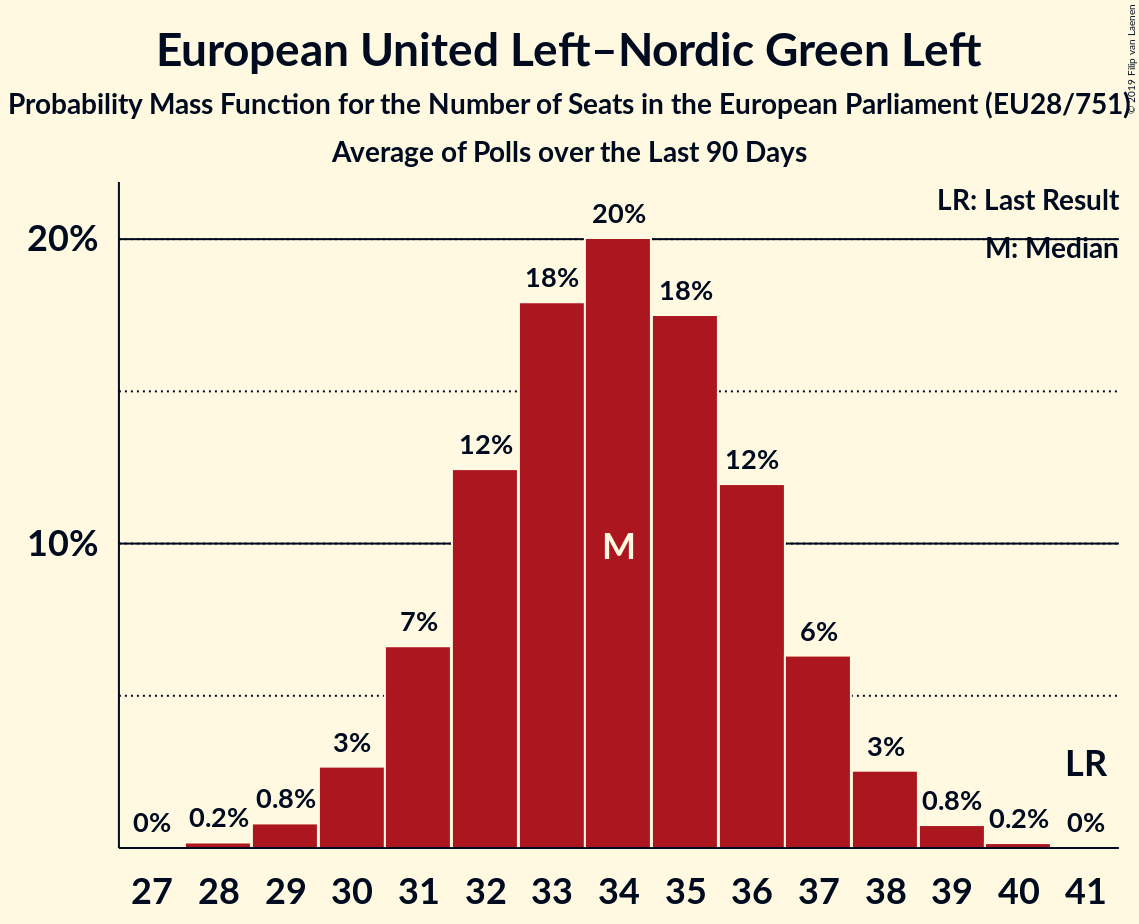 European United Left–Nordic Green Left
Probability Mass Function for the Number of Seats in the European Parliament (EU28/751)
Average of Polls over the Last 90 Days
© 2019 Filip van Laenen
LR: Last Result
M: Median
20%
10%
0%
0.2%
0.8%
3%
7%
12%
18%
20%
18%
12%
6%
3%
0.8%
0.2%
0%
M
LR
27 28 29 30 31 32 33 34 35 36 37 38 39 40 41